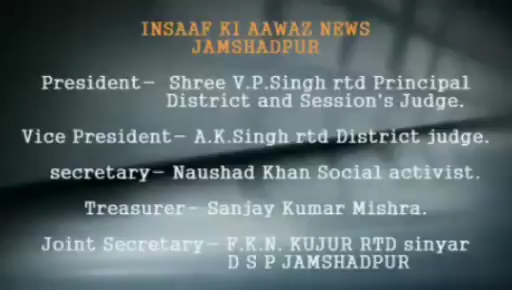 INSAAF KI AAWAZ NEWS
JAMSHADPUR
President- Shree V.P.Singh rtd Principal
District and Session's Judge.
Vice President- A.K.Singh rtd District judge.
secretary- Naushad Khan Social activist.
Treasurer- Sanjay Kumar Mishra.
Joint Secretary- F.K.N. KUJUR RTD sinyar
D S P JAMSHADPUR